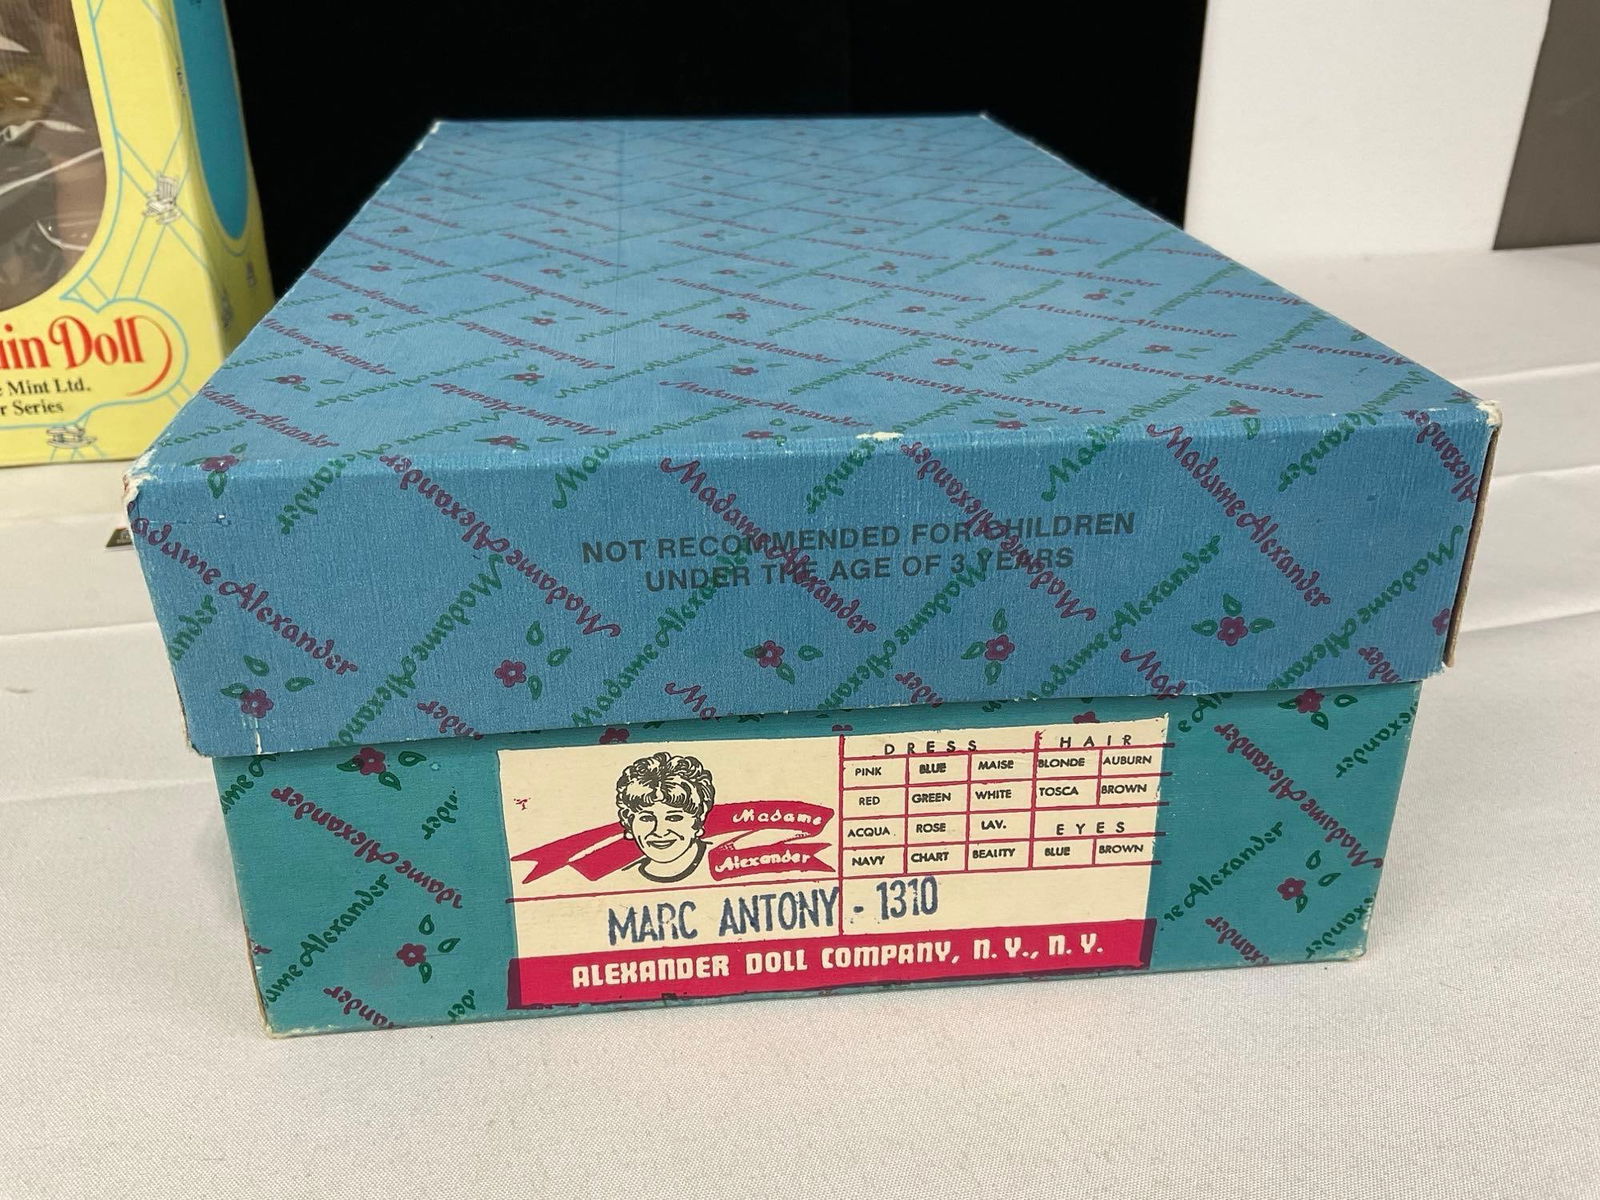 in Doll
Mint Ltd.
r Series
Madame Alexander
NOT RECOMMENDED FOR CHILDREN
UNDER THE AGE OF 3 YEARS
Madame
Alexander
DRESS HAIR
PINK BLUE MAISE BLONDE AUBURN
RED GREEN WHITE TOSCA BROWN
ACQUA ROSE LAV. EYES
NAVY CHART BEAUTY BLUE BROWN
MARC ANTONY - 1310
ALEXANDER DOLL COMPANY, N.Y., N.Y.